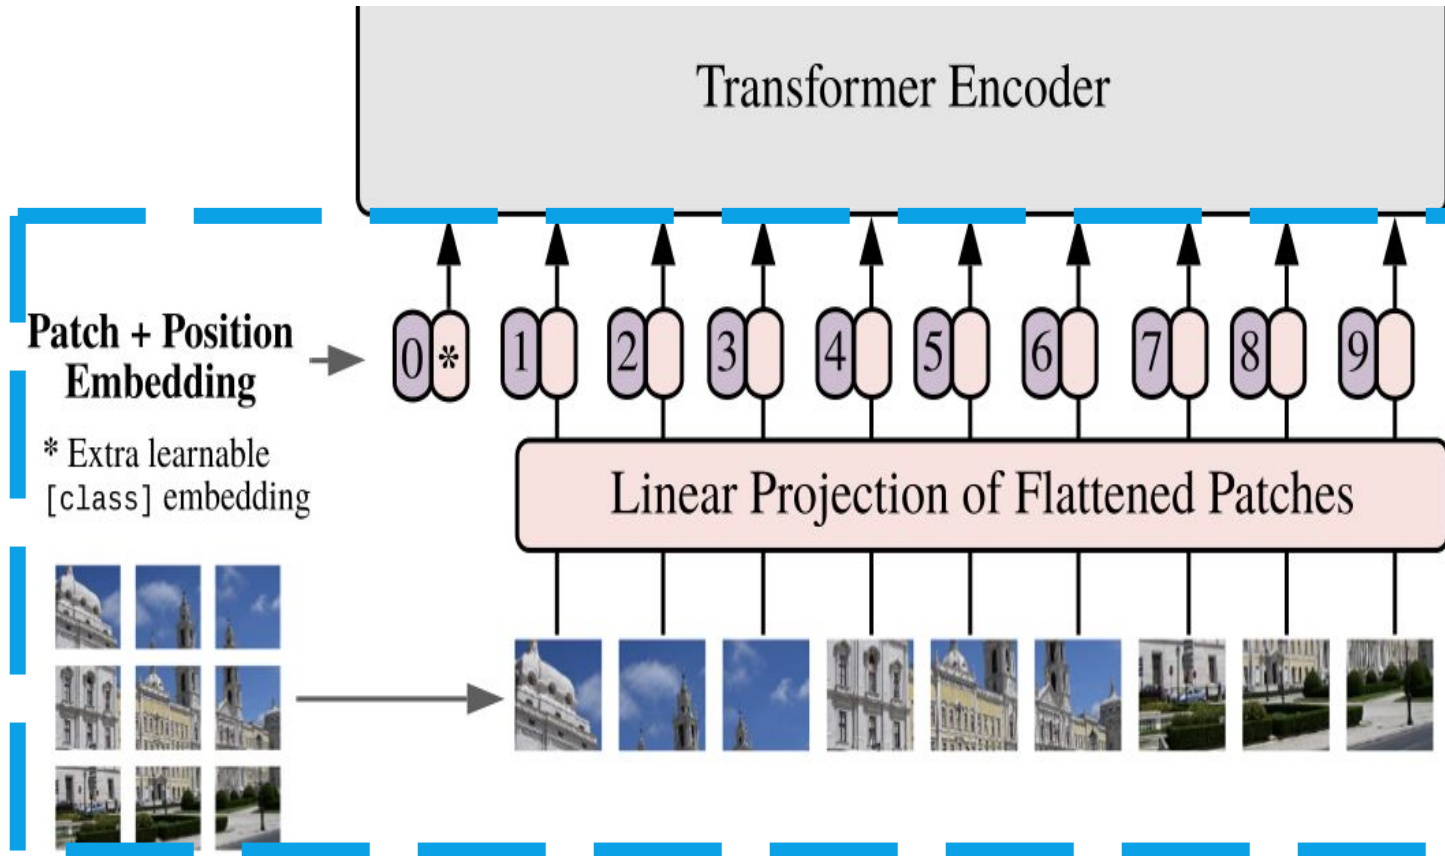 Transformer Encoder
Patch + Position
Embedding
0 * 1 2 3 4 5 6 7 8 9
* Extra learnable
[class] embedding
Linear Projection of Flattened Patches